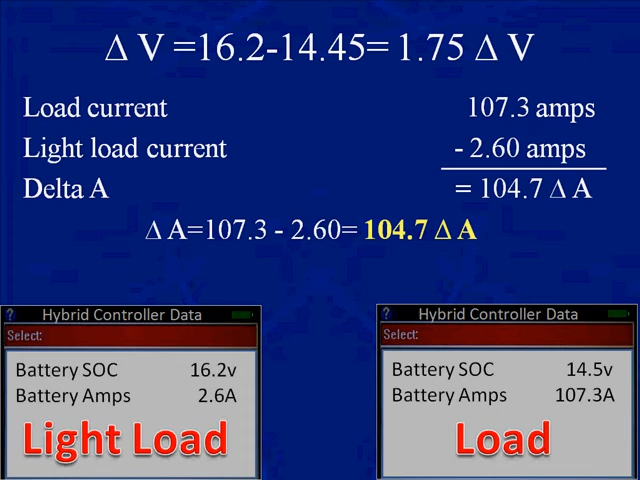 Δ V =16.2-14.45= 1.75 Δ V
Load current 107.3 amps
Light load current - 2.60 amps
Delta A = 104.7 Δ A
Δ A=107.3 - 2.60= 104.7 Δ A
? Hybrid Controller Data
Select:
Battery SOC 16.2v
Battery Amps 2.6A
Light Load
? Hybrid Controller Data
Select:
Battery SOC 14.5v
Battery Amps 107.3A
Load